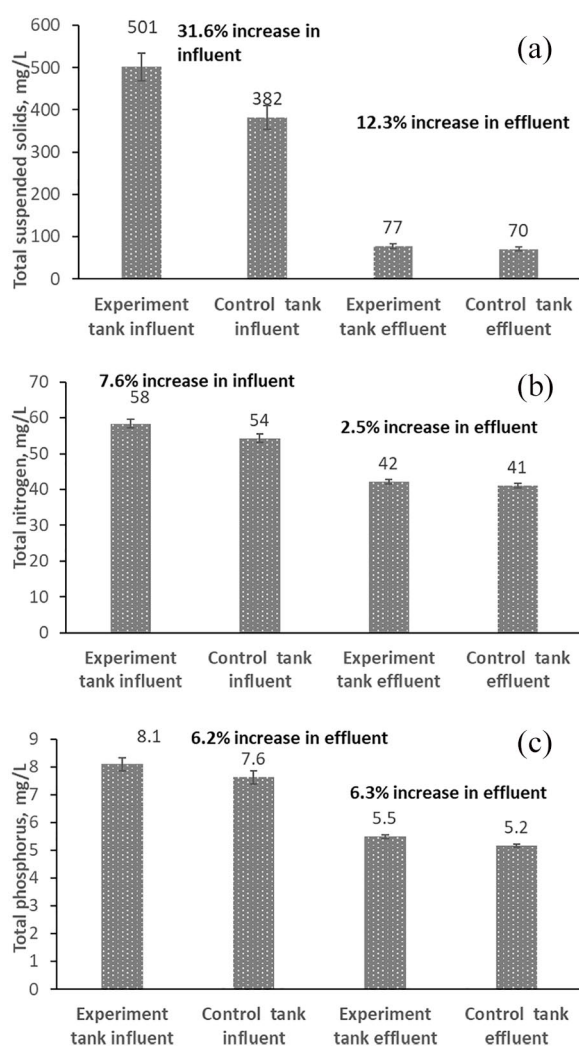 Total suspended solids, mg/L
600
500
400
300
200
100
0
501
31.6% increase in
influent
(a)
382
12.3% increase in effluent
77
70
Experiment
tank influent
Control tank
influent
Experiment
tank effluent
Control tank
effluent
Total nitrogen, mg/L
70
60
50
40
30
20
10
0
7.6% increase in influent
(b)
58
54
2.5% increase in effluent
42
41
Experiment
tank influent
Control tank
influent
Experiment
tank effluent
Control tank
effluent
Total phosphorus, mg/L
9
8
7
6
5
4
3
2
1
0
8.1
6.2% increase in effluent
(c)
7.6
6.3% increase in effluent
5.5
5.2
Experiment
tank influent
Control tank
influent
Experiment
tank effluent
Control tank
effluent